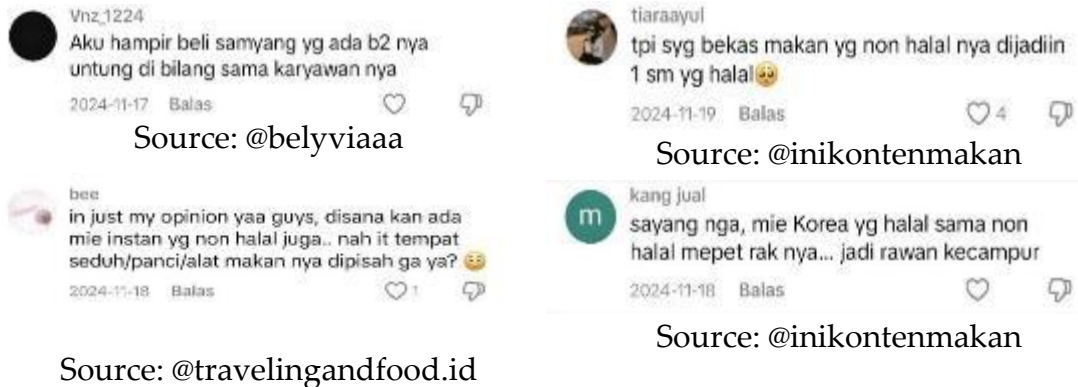 Vnz_1224
Aku hampir beli samyang yg ada b2 nya
untung di bilang sama karyawan nya
2024-11-17 Balas
Source: @belyviaaa
tiaraayul
tpi syg bekas makan yg non halal nya dijadiin
1 sm yg halal🥺
2024-11-19 Balas 4
Source: @inikontenmakan
bee
in just my opinion yaa guys, disana kan ada
mie instan yg non halal juga.. nah it tempat
seduh/panci/alat makan nya dipisah ga ya? 😊
2024-11-18 Balas 1
Source: @travelingandfood.id
m
kang jual
sayang nga, mie Korea yg halal sama non
halal mepet rak nya... jadi rawan kecampur
2024-11-18 Balas
Source: @inikontenmakan